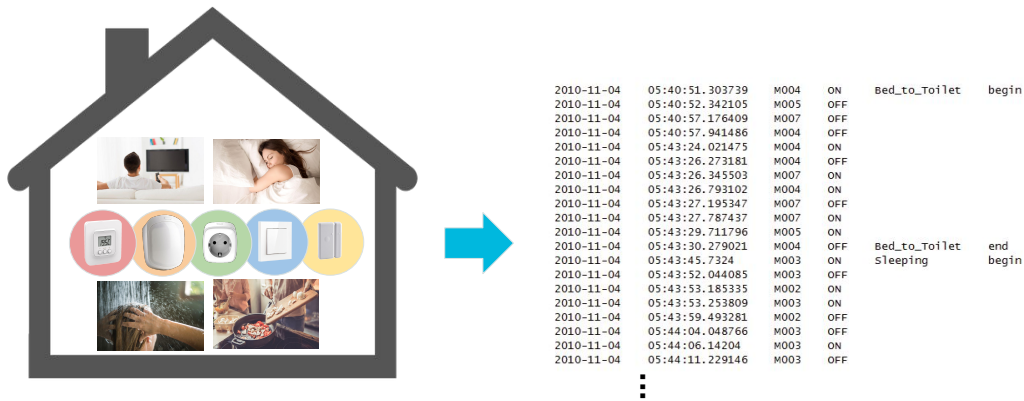 2010-11-04 05:40:51.303739 M004 ON Bed_to_Toilet begin
2010-11-04 05:40:52.342105 M005 OFF
2010-11-04 05:40:57.176409 M007 OFF
2010-11-04 05:40:57.941486 M004 OFF
2010-11-04 05:43:24.021475 M004 ON
2010-11-04 05:43:26.273181 M004 OFF
2010-11-04 05:43:26.345503 M007 ON
2010-11-04 05:43:26.793102 M004 ON
2010-11-04 05:43:27.195347 M007 OFF
2010-11-04 05:43:27.787437 M007 ON
2010-11-04 05:43:29.711796 M005 ON
2010-11-04 05:43:30.279021 M004 OFF Bed_to_Toilet end
2010-11-04 05:43:45.7324 M003 ON Sleeping begin
2010-11-04 05:43:52.044085 M003 OFF
2010-11-04 05:43:53.185335 M002 ON
2010-11-04 05:43:53.253809 M003 ON
2010-11-04 05:43:59.493281 M002 OFF
2010-11-04 05:44:04.048766 M003 OFF
2010-11-04 05:44:06.14204 M003 ON
2010-11-04 05:44:11.229146 M003 OFF